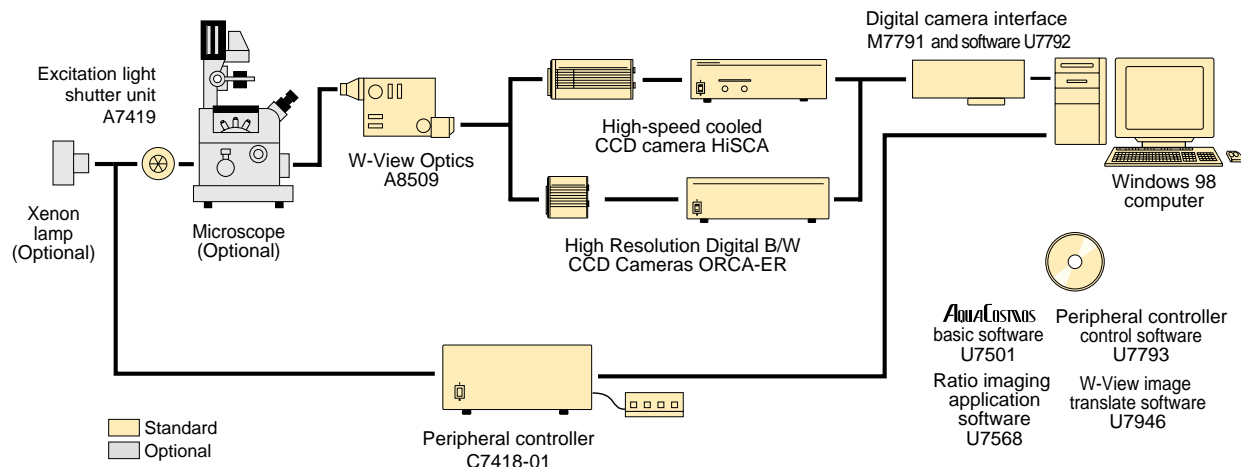 Digital camera interface
M7791 and software U7792
Excitation light
shutter unit
A7419
High-speed cooled
CCD camera HiSCA
W-View Optics
A8509
Windows 98
computer
Xenon
lamp
(Optional)
Microscope
(Optional)
High Resolution Digital B/W
CCD Cameras ORCA-ER
AQUACOSMOS
basic software
U7501
Peripheral controller
control software
U7793
Ratio imaging
application
software
U7568
W-View image
translate software
U7946
Standard
Optional
Peripheral controller
C7418-01